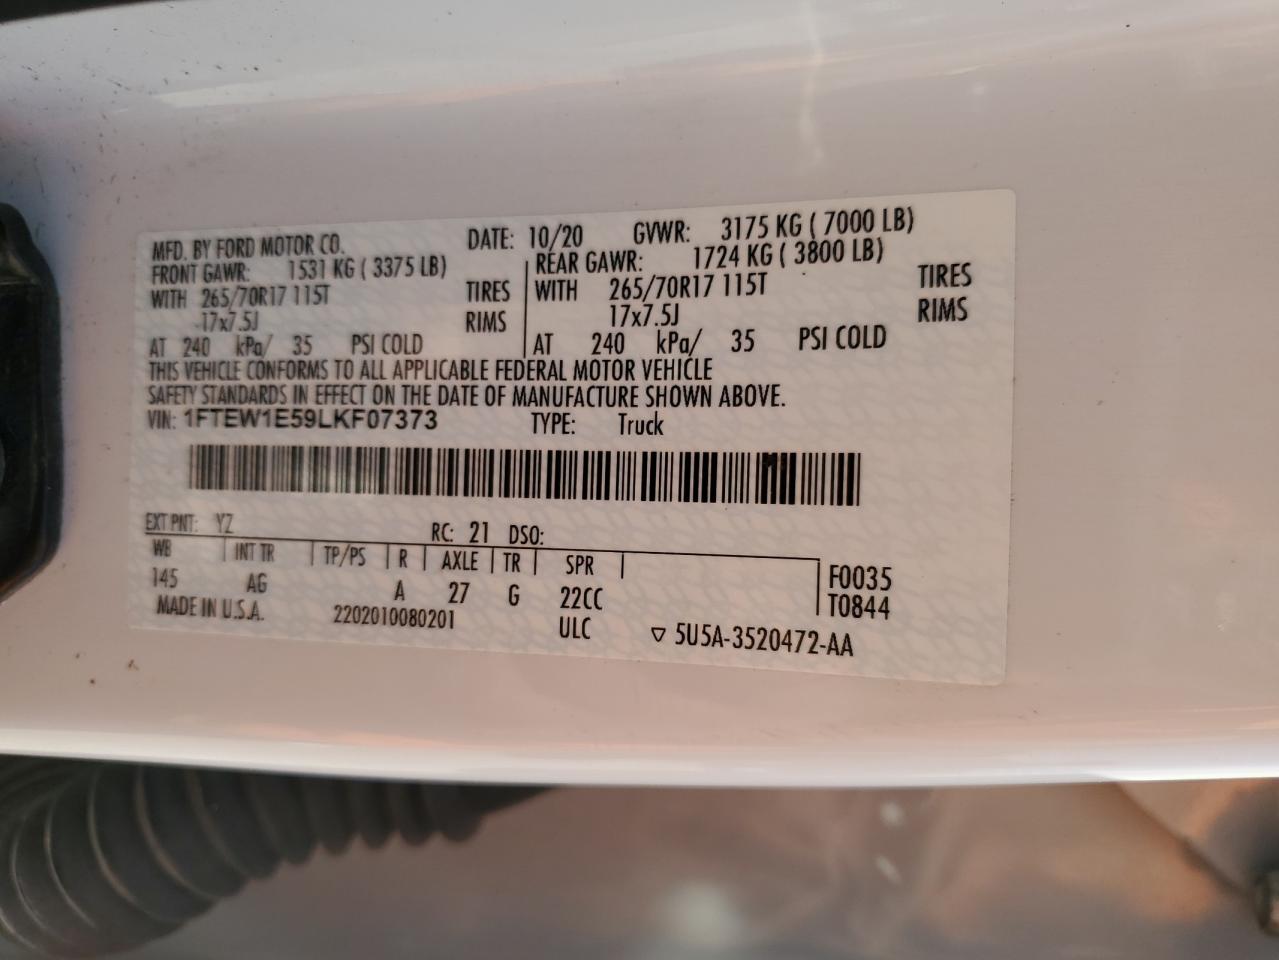 MFD. BY FORD MOTOR CO. DATE: 10/20 GVWR: 3175 KG ( 7000 LB)
FRONT GAWR: 1531 KG ( 3375 LB) REAR GAWR: 1724 KG ( 3800 LB)
WITH 265/70R17 115T TIRES WITH 265/70R17 115T TIRES
17x7.5J RIMS 17x7.5J RIMS
AT 240 kPa/ 35 PSI COLD AT 240 kPa/ 35 PSI COLD
THIS VEHICLE CONFORMS TO ALL APPLICABLE FEDERAL MOTOR VEHICLE
SAFETY STANDARDS IN EFFECT ON THE DATE OF MANUFACTURE SHOWN ABOVE.
VIN: 1FTEW1E59LKF07373 TYPE: Truck
EXT PNT: YZ RC: 21 DSO:
WB INT TR TP/PS R AXLE TR SPR F0035
145 AG A 27 G 22CC T0844
MADE IN U.S.A. 2202010080201 ULC ▽ 5U5A-3520472-AA